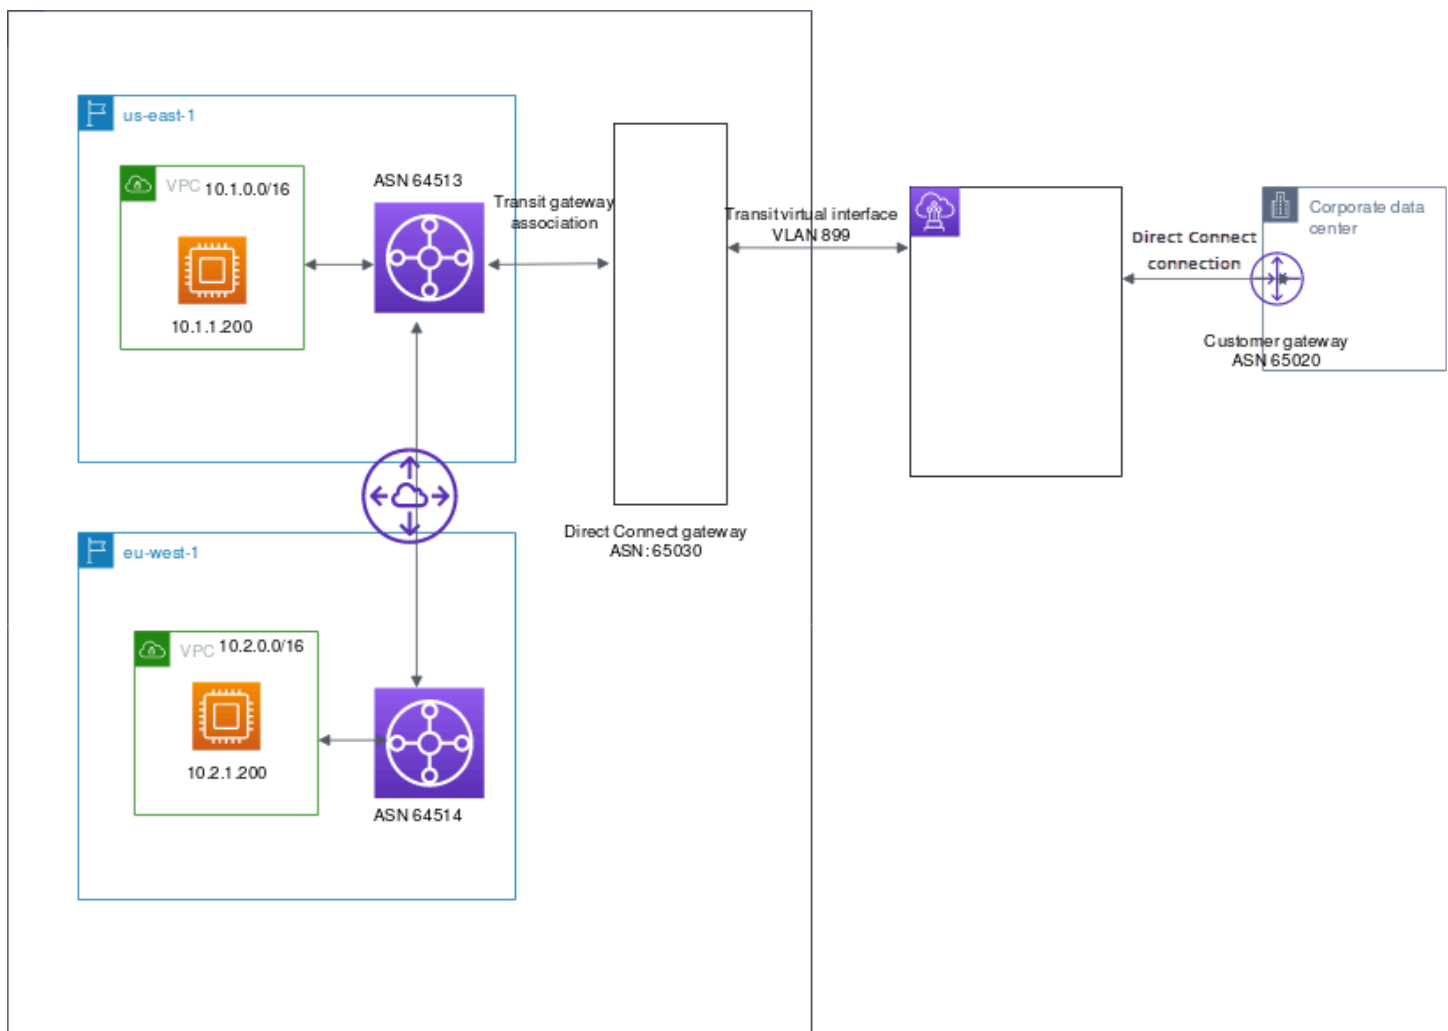 us-east-1
VPC 10.1.0.0/16
10.1.1.200
ASN 64513
Transit gateway
association
Transit virtual interface
VLAN 899
Direct Connect
connection
Corporate data
center
Customer gateway
ASN 65020
Direct Connect gateway
ASN: 65030
eu-west-1
VPC 10.2.0.0/16
10.2.1.200
ASN 64514